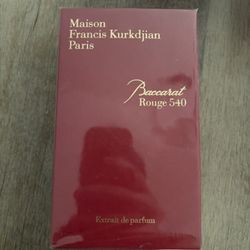 Maison
Francis Kurkdjian
Paris
Baccarat
Rouge 540
Extrait de parfum